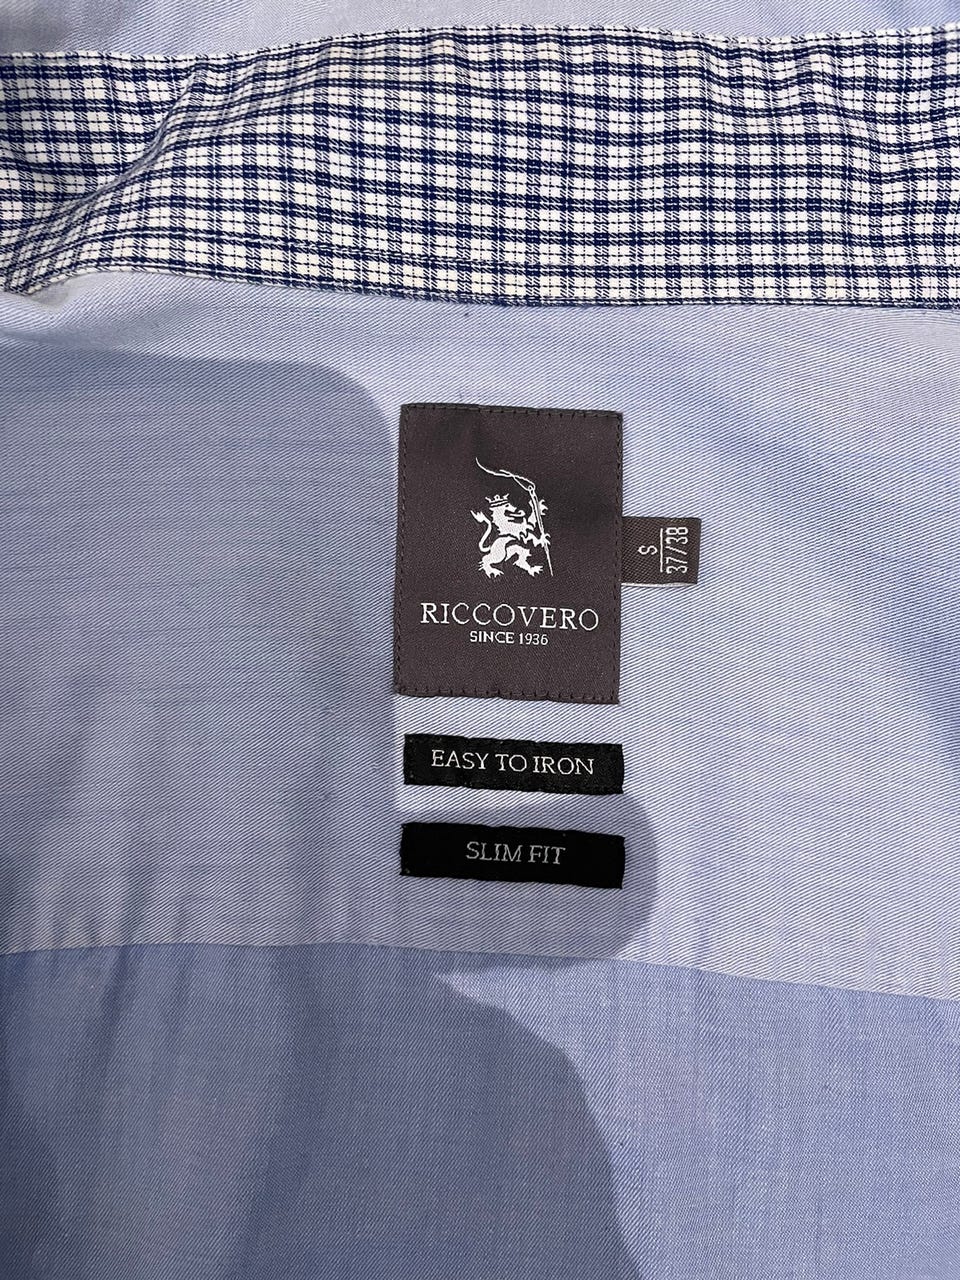 RICCOVERO
SINCE 1936
S
37/38
EASY TO IRON
SLIM FIT